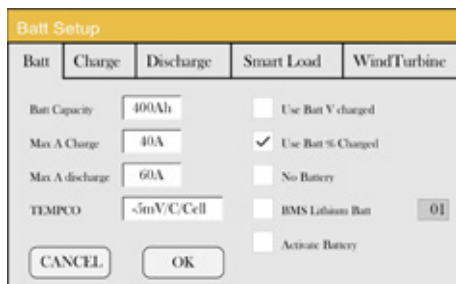 Batt Setup
Batt Charge Discharge Smart Load WindTurbine
Batt Capacity 400Ah Use Batt V charged
Max A Charge 40A Use Batt % Charged
Max A discharge 60A No Battery
TEMPCO -5mV/C/Cell BMS Lithium Batt 01
Activate Battery
CANCEL OK